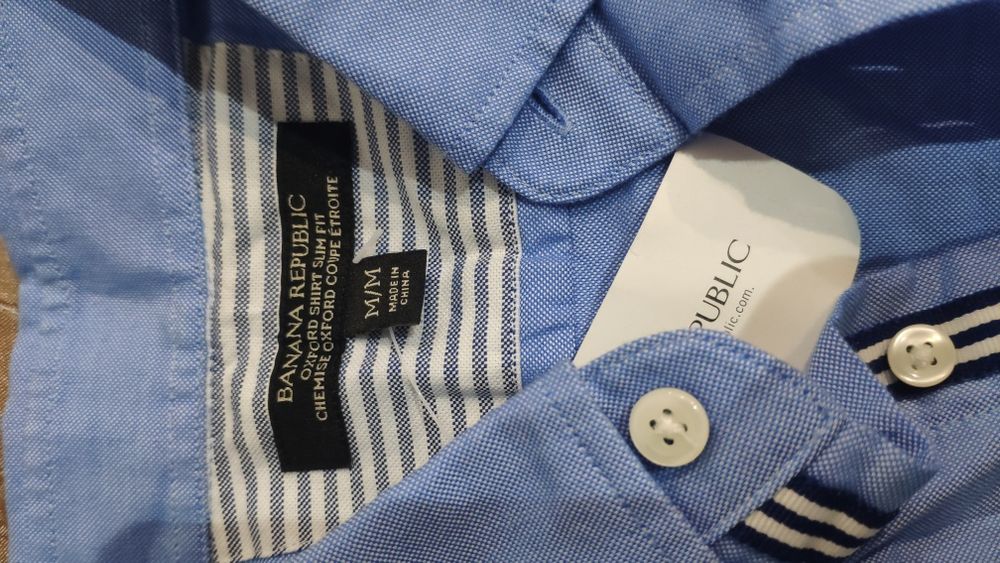 BANANA REPUBLIC
OXFORD SHIRT SLIM FIT
CHEMISE OXFORD COUPE ÉTROITE
M/M
MADE IN
CHINA
PUBLIC
lic.com.